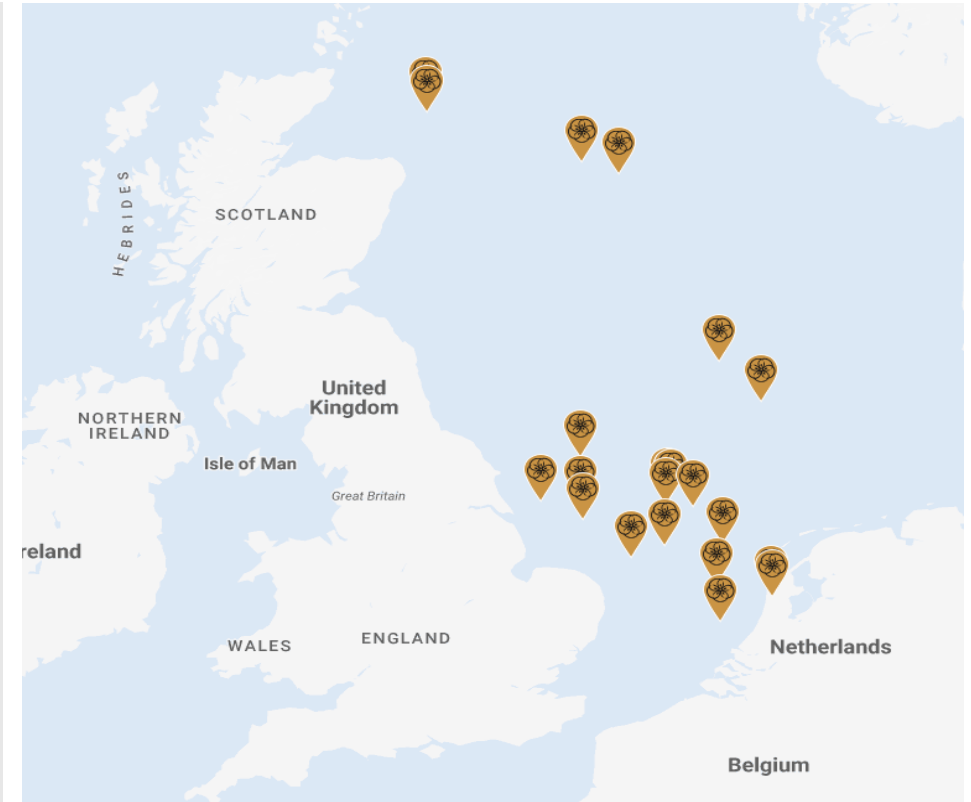 HEBRIDES
SCOTLAND
United
Kingdom
NORTHERN
IRELAND
Isle of Man
Great Britain
reland
WALES
ENGLAND
Netherlands
Belgium